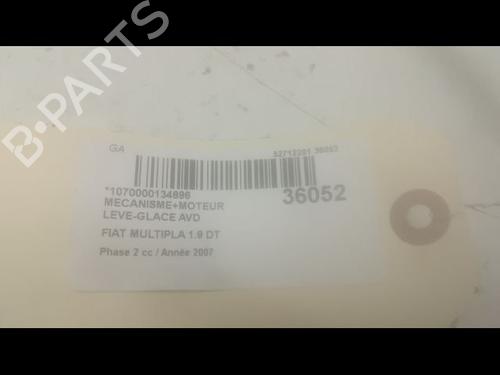 B-PARTS
GA
52712201 36052
*1070000134896
36052
MECANISME+MOTEUR
LEVE-GLACE AVD
FIAT MULTIPLA 1.9 DT
Phase 2 cc / Année 2007